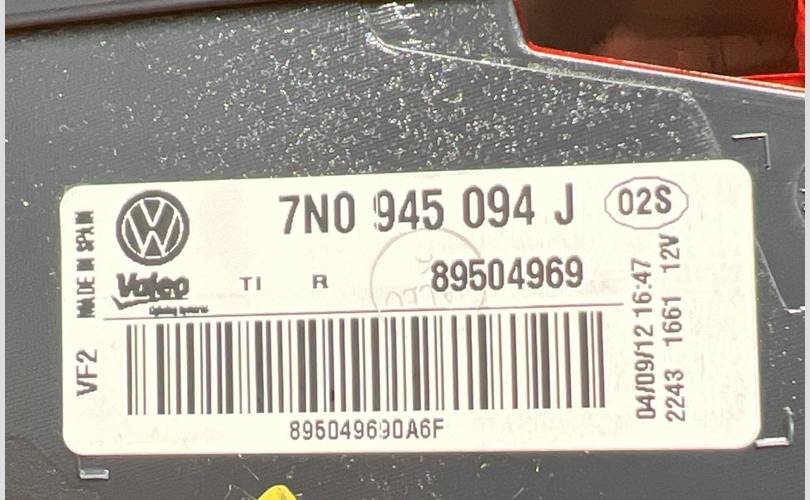 7N0 945 094 J
02S
Valeo
TI R
89504969
895049690A6F
MADE IN SPAIN
VF2
04/09/12 16:47
2243 1661 12V